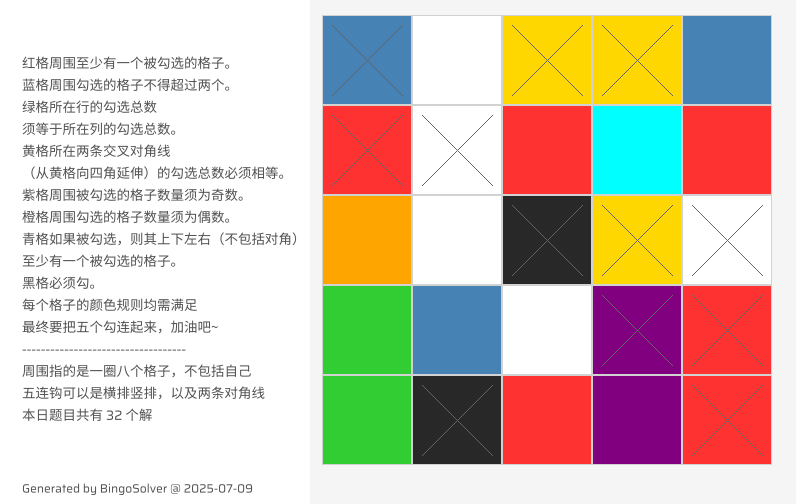 红格周围至少有一个被勾选的格子。
蓝格周围勾选的格子不得超过两个。
绿格所在行的勾选总数
须等于所在列的勾选总数。
黄格所在两条交叉对角线
（从黄格向四角延伸）的勾选总数必须相等。
紫格周围被勾选的格子数量须为奇数。
橙格周围勾选的格子数量须为偶数。
青格如果被勾选，则其上下左右（不包括对角）
至少有一个被勾选的格子。
黑格必须勾。
每个格子的颜色规则均需满足
最终要把五个勾连起来，加油吧~
-----------------------------------
周围指的是一圈八个格子，不包括自己
五连钩可以是横排竖排，以及两条对角线
本日题目共有 32 个解
Generated by BingoSolver @ 2025-07-09